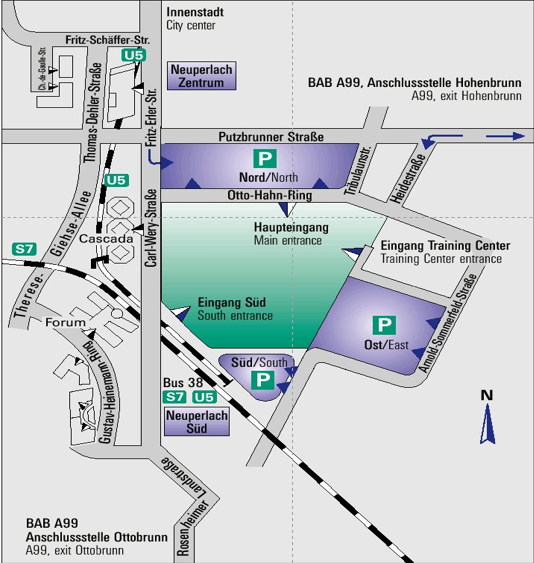 Innenstadt
City center
Fritz-Schäffer-Str.
U5
Ch.-de-Gaulle-Str.
Neuperlach
Zentrum
Thomas-Dehler-Straße
Fritz-Erler-Str.
BAB A99, Anschlussstelle Hohenbrunn
A99, exit Hohenbrunn
Putzbrunner Straße
P
Nord/North
Tribulaunstr.
Heidestraße
U5
Otto-Hahn-Ring
Therese-Giehse-Allee
Carl-Wery-Straße
Haupteingang
Main entrance
Cascada
Eingang Training Center
Training Center entrance
S7
Eingang Süd
South entrance
Forum
P
Ost/East
Arnold-Sommerfeld-Straße
Gustav-Heinemann-Ring
Süd/South
P
Bus 38
S7 U5
Neuperlach
Süd
N
Rosenheimer Landstraße
BAB A99
Anschlussstelle Ottobrunn
A99, exit Ottobrunn